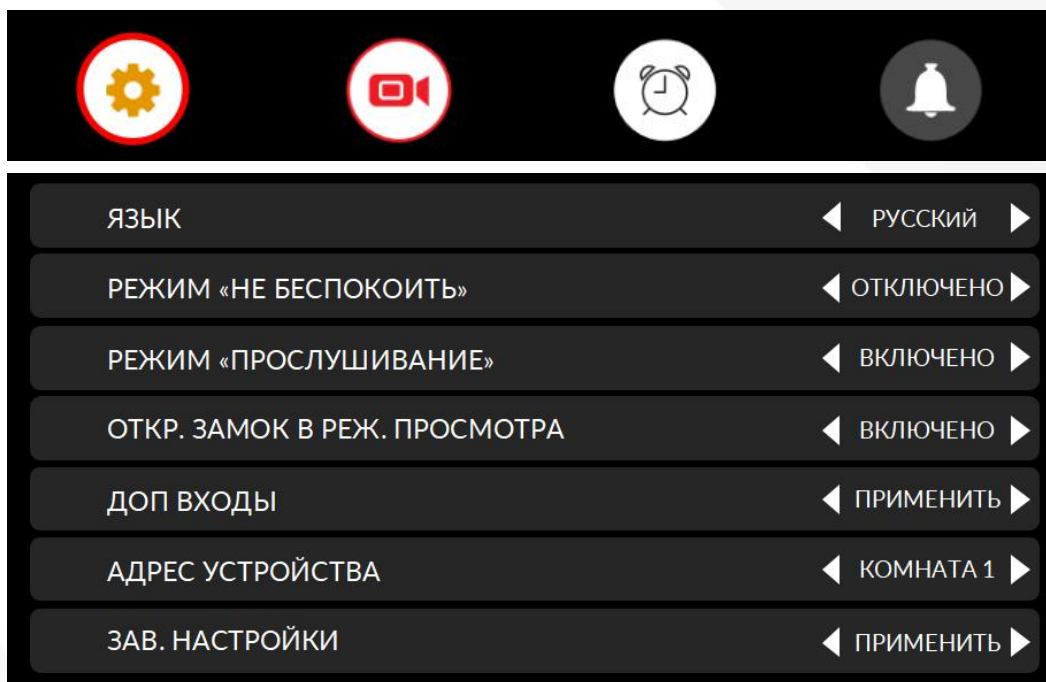 ЯЗЫК РУССКий
РЕЖИМ «НЕ БЕСПОКОИТЬ» ОТКЛЮЧЕНО
РЕЖИМ «ПРОСЛУШИВАНИЕ» ВКЛЮЧЕНО
ОТКР. ЗАМОК В РЕЖ. ПРОСМОТРА ВКЛЮЧЕНО
ДОП ВХОДЫ ПРИМЕНИТЬ
АДРЕС УСТРОЙСТВА КОМНАТА 1
ЗАВ. НАСТРОЙКИ ПРИМЕНИТЬ